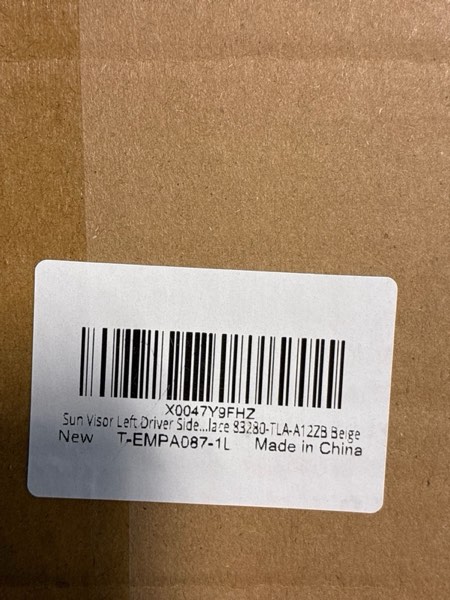 X0047Y9FHZ
Sun Visor Left Driver Side...lace 83280-TLA-A12ZB Beige
New T-EMPA087-1L Made in China